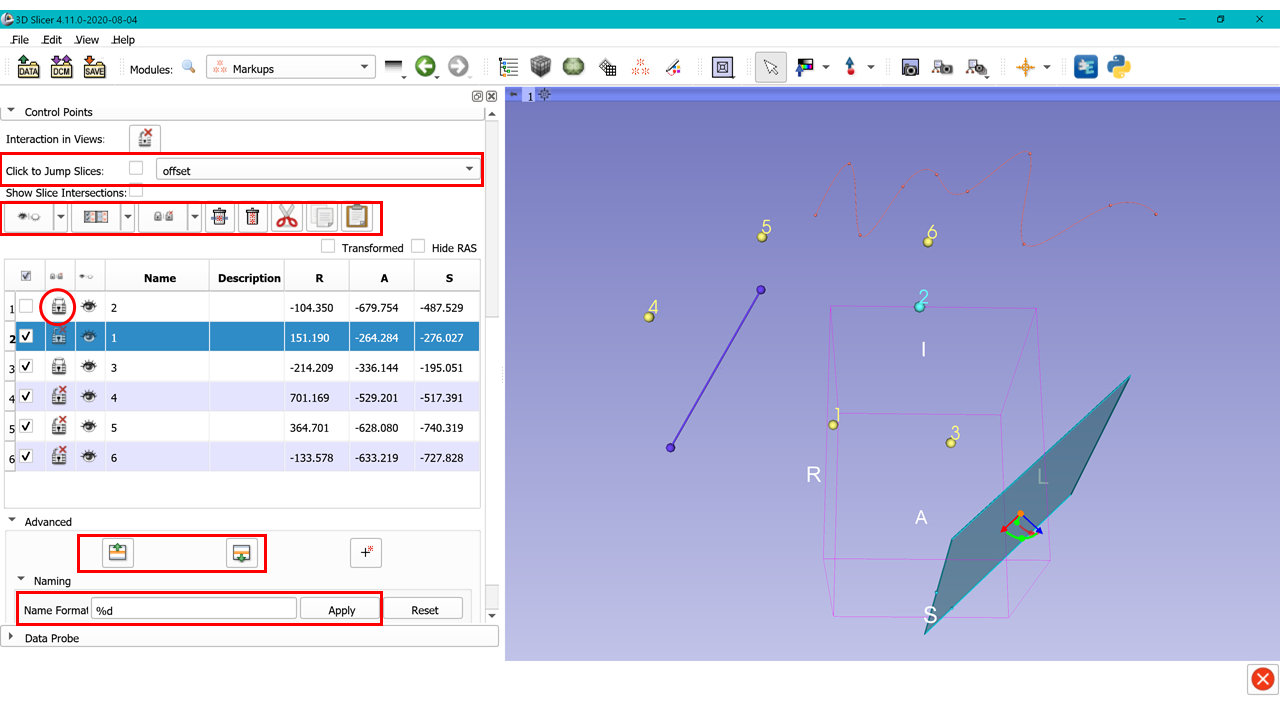 3D Slicer 4.11.0-2020-08-04
File Edit View Help
DATA DCM SAVE Modules: Markups
1
Control Points
Interaction in Views:
Click to Jump Slices: offset
Show Slice Intersections:
Transformed Hide RAS
Name Description R A S
1 2 -104.350 -679.754 -487.529
2 1 151.190 -264.284 -276.027
3 3 -214.209 -336.144 -195.051
4 4 701.169 -529.201 -517.391
5 5 364.701 -628.080 -740.319
6 6 -133.578 -633.219 -727.828
Advanced
Naming
Name Format %d Apply Reset
Data Probe
5
6
4
2
I
1
3
R
L
A
S